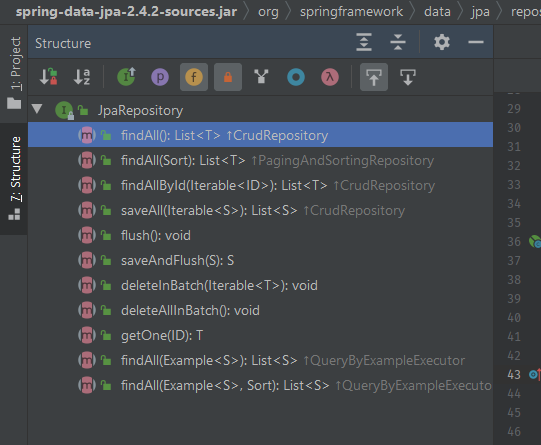 spring-data-jpa-2.4.2-sources.jar org springframework data jpa repos
1: Project
Z: Structure
Structure
JpaRepository
findAll(): List<T> ↑CrudRepository
findAll(Sort): List<T> ↑PagingAndSortingRepository
findAllById(Iterable<ID>): List<T> ↑CrudRepository
saveAll(Iterable<S>): List<S> ↑CrudRepository
flush(): void
saveAndFlush(S): S
deleteInBatch(Iterable<T>): void
deleteAllInBatch(): void
getOne(ID): T
findAll(Example<S>): List<S> ↑QueryByExampleExecutor
findAll(Example<S>, Sort): List<S> ↑QueryByExampleExecuto
29
30
31
32
33
34
35
36
37
38
39
40
41
42
43
44
45
46